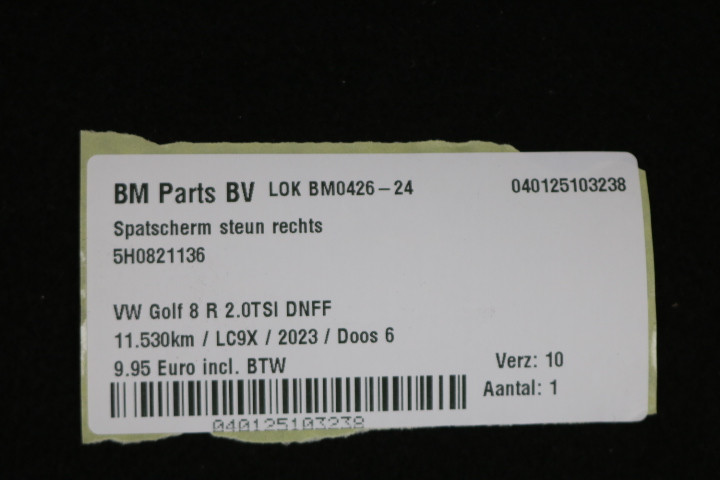 BM Parts BV LOK BM0426-24 040125103238
Spatscherm steun rechts
5H0821136
VW Golf 8 R 2.0TSI DNFF
11.530km / LC9X / 2023 / Doos 6
9.95 Euro incl. BTW
Verz: 10
Aantal: 1
040125103238